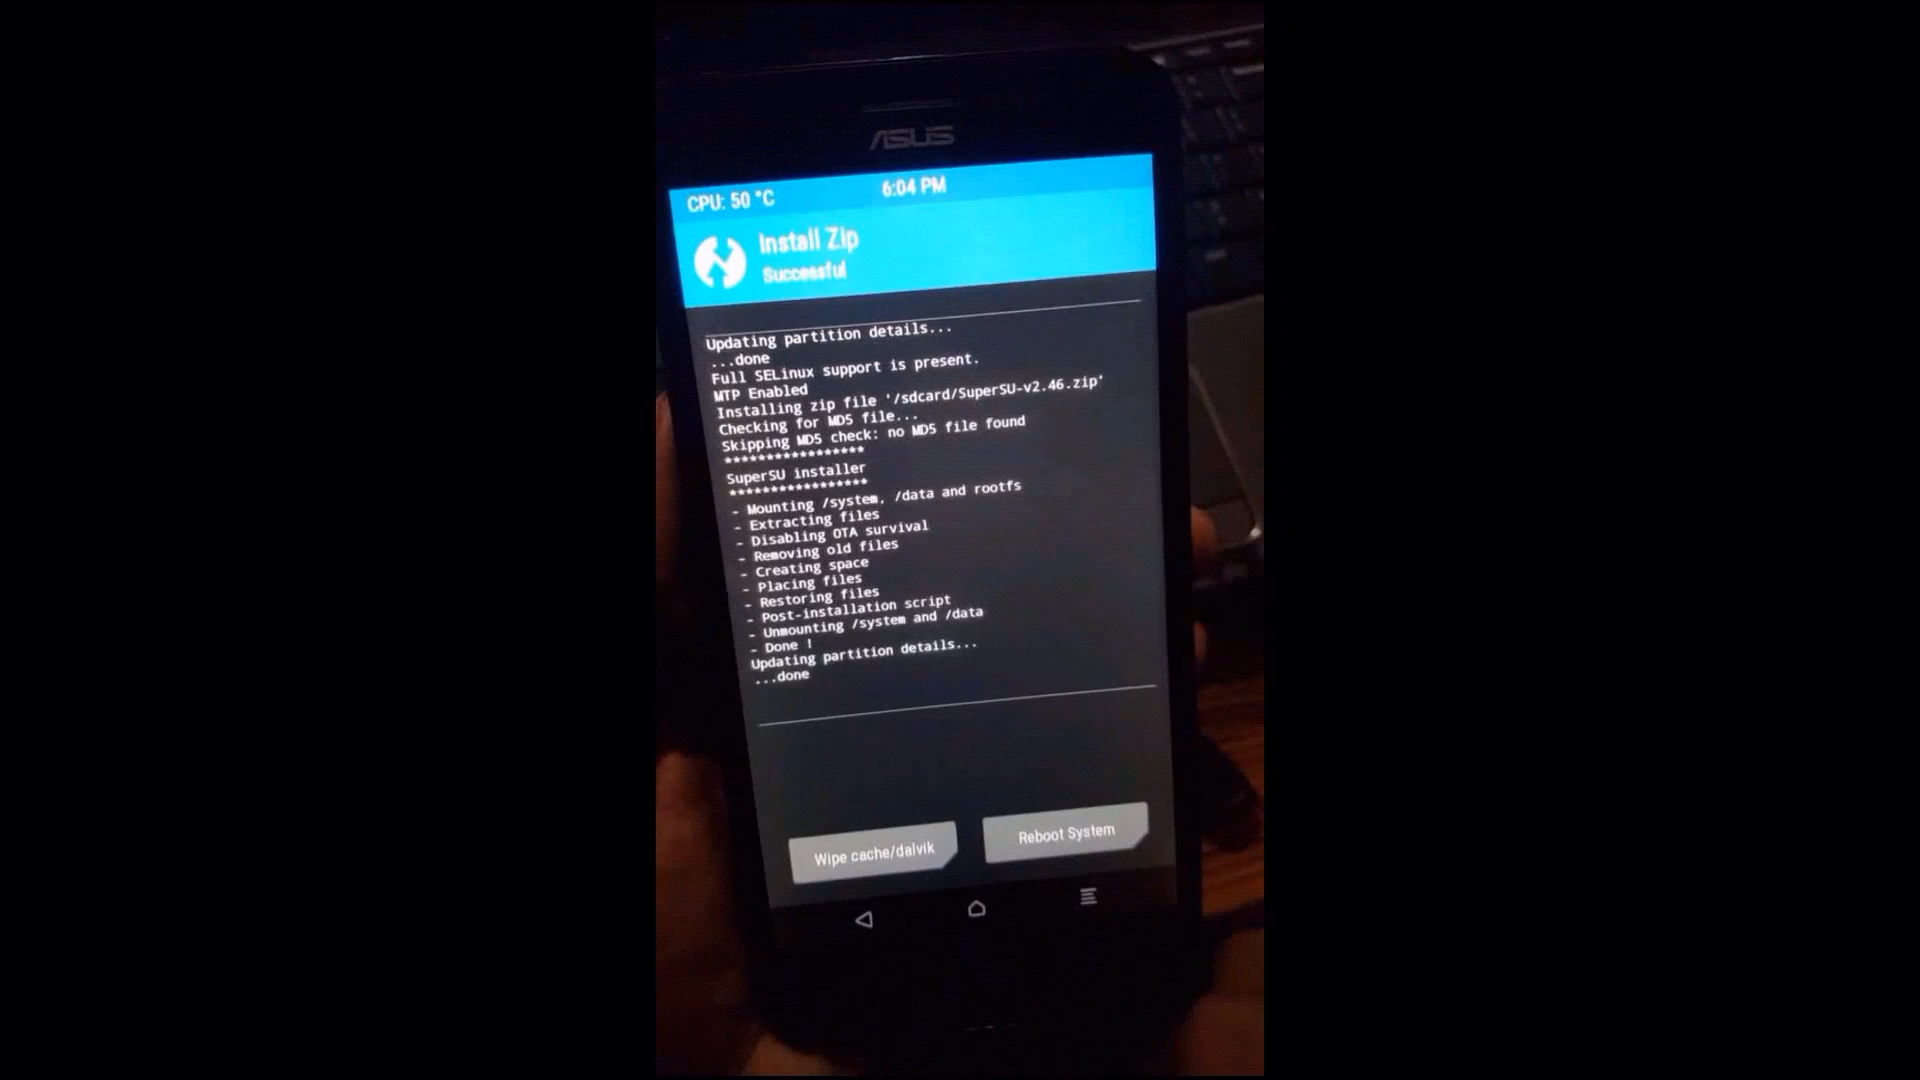 ASUS
CPU: 50 °C
6:04 PM
Install Zip
Successful
Updating partition details...
...done
Full SELinux support is present.
MTP Enabled
Installing zip file '/sdcard/SuperSU-v2.46.zip'
Checking for MD5 file...
Skipping MD5 check: no MD5 file found
*****************
SuperSU installer
*****************
- Mounting /system, /data and rootfs
- Extracting files
- Disabling OTA survival
- Removing old files
- Creating space
- Placing files
- Restoring files
- Post-installation script
- Unmounting /system and /data
- Done !
Updating partition details...
...done
Wipe cache/dalvik
Reboot System